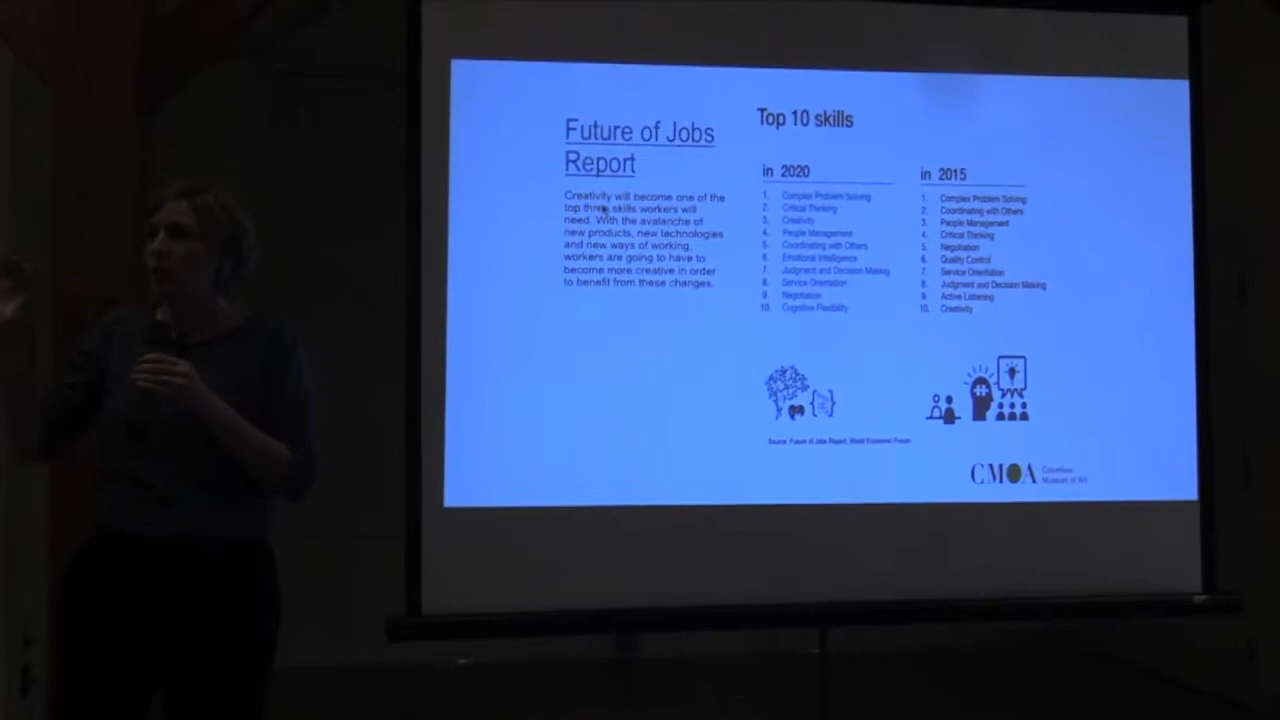 Future of Jobs
Report
Creativity will become one of the
top three skills workers will
need. With the avalanche of
new products, new technologies
and new ways of working,
workers are going to have to
become more creative in order
to benefit from these changes.
Top 10 skills
in 2020
1. Complex Problem Solving
2. Critical Thinking
3. Creativity
4. People Management
5. Coordinating with Others
6. Emotional Intelligence
7. Judgment and Decision Making
8. Service Orientation
9. Negotiation
10. Cognitive Flexibility
in 2015
1. Complex Problem Solving
2. Coordinating with Others
3. People Management
4. Critical Thinking
5. Negotiation
6. Quality Control
7. Service Orientation
8. Judgment and Decision Making
9. Active Listening
10. Creativity
Source: Future of Jobs Report, World Economic Forum
CMOA
Columbus
Museum of Art